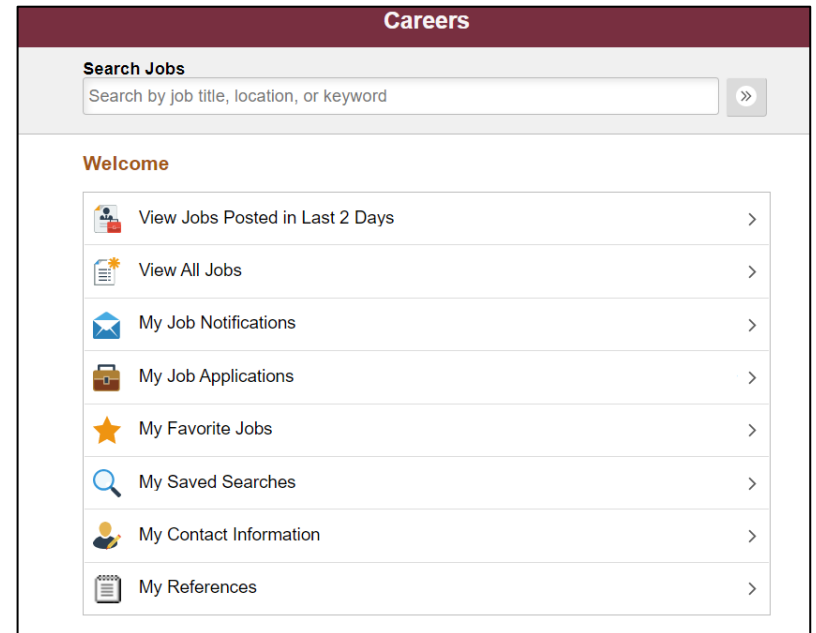 Careers
Search Jobs
Search by job title, location, or keyword
Welcome
View Jobs Posted in Last 2 Days
View All Jobs
My Job Notifications
My Job Applications
My Favorite Jobs
My Saved Searches
My Contact Information
My References